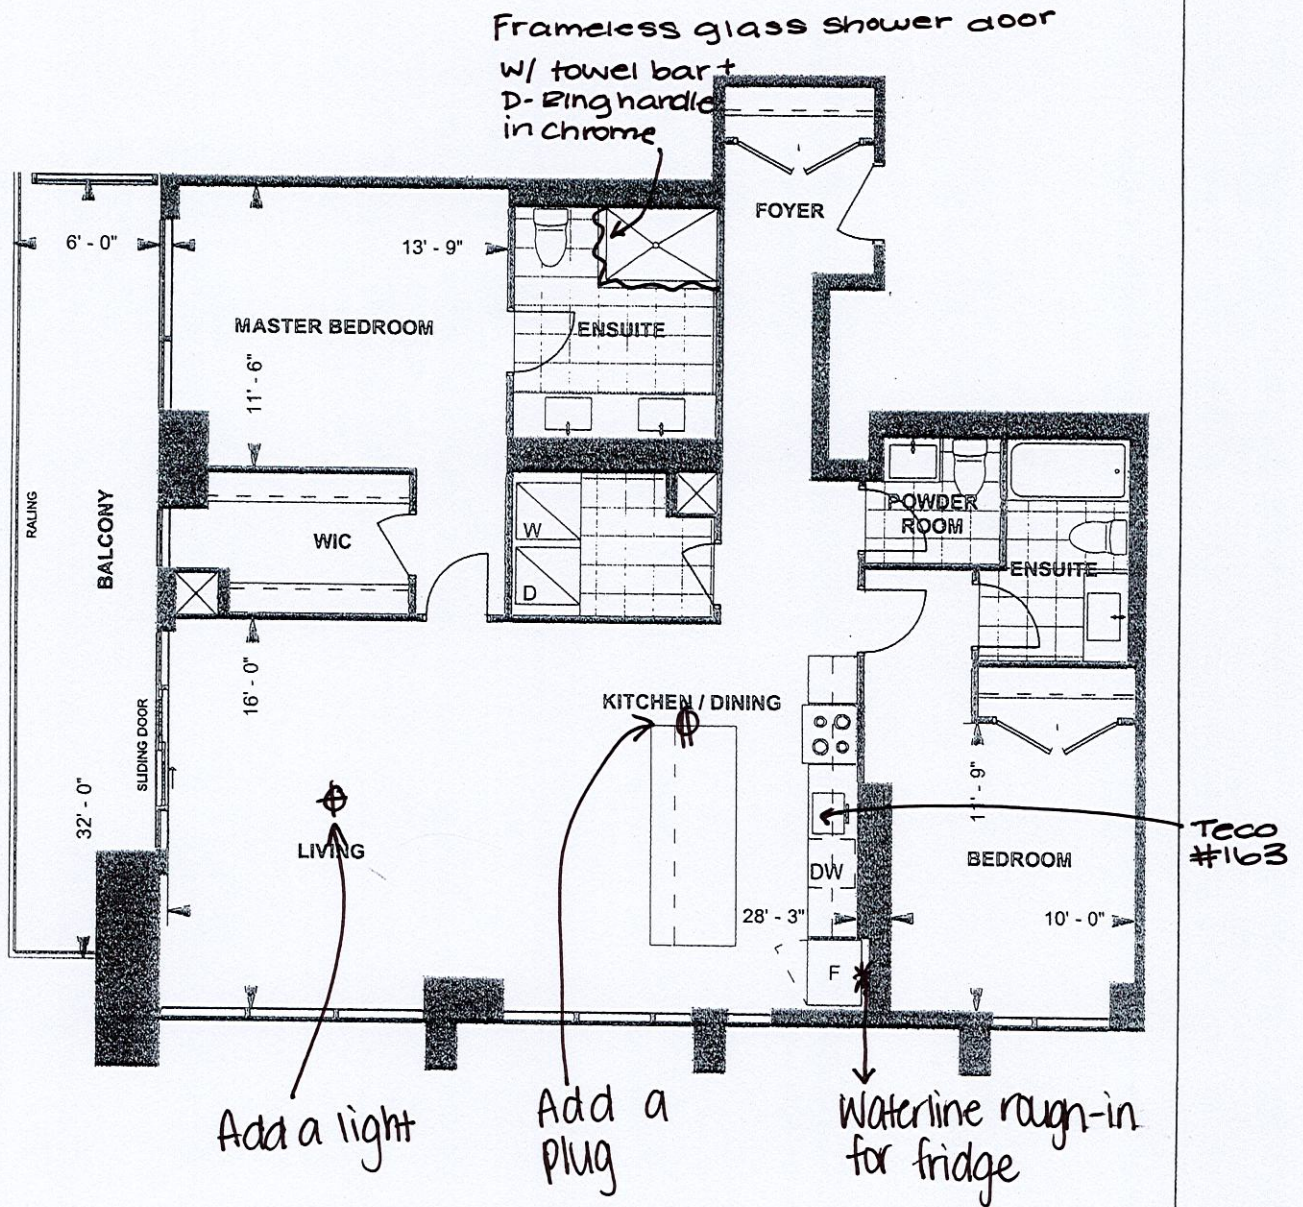 Frameless glass shower door
w/ towel bar +
D-Ring handle
in chrome
FOYER
6' - 0"
13' - 9"
MASTER BEDROOM
ENSUITE
11' - 6"
RALING
BALCONY
WIC
W
D
POWDER
ROOM
ENSUITE
16' - 0"
SLIDING DOOR
32' - 0"
KITCHEN / DINING
LIVING
11' - 9"
Teco
#163
DW
BEDROOM
28' - 3"
10' - 0"
F
Add a light
Add a
plug
Waterline rough-in
for fridge